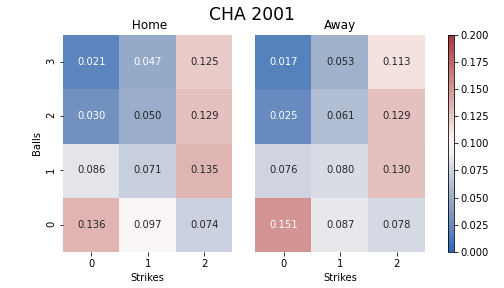 CHA 2001
Home
Away
Balls
3
0.021 0.047 0.125
0.017 0.053 0.113
2
0.030 0.050 0.129
0.025 0.061 0.129
1
0.086 0.071 0.135
0.076 0.080 0.130
0
0.136 0.097 0.074
0.151 0.087 0.078
0 1 2
0 1 2
Strikes
Strikes
0.200
0.175
0.150
0.125
0.100
0.075
0.050
0.025
0.000